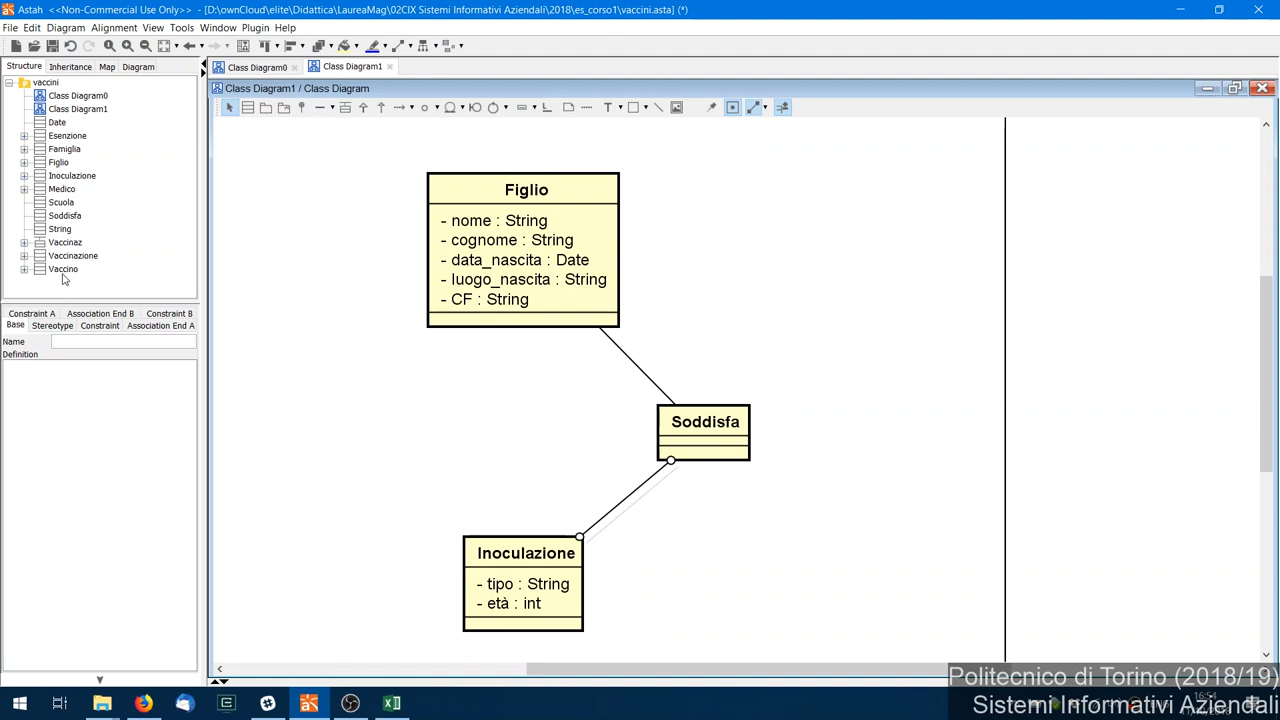 Astah <<Non-Commercial Use Only>> - [D:\ownCloud\elite\Didattica\LaureaMag\02CIX Sistemi Informativi Aziendali\2018\es_corso1\vaccini.asta] (*)
File Edit Diagram Alignment View Tools Window Plugin Help
Structure Inheritance Map Diagram
Class Diagram0 Class Diagram1
Class Diagram1 / Class Diagram
vaccini
Class Diagram0
Class Diagram1
Date
Esenzione
Famiglia
Figlio
Inoculazione
Medico
Scuola
Soddisfa
String
Vaccinaz
Vaccinazione
Vaccino
Constraint A Association End B Constraint B
Base Stereotype Constraint Association End A
Name
Definition
Figlio
- nome : String
- cognome : String
- data_nascita : Date
- luogo_nascita : String
- CF : String
Soddisfa
Inoculazione
- tipo : String
- età : int
Politecnico di Torino (2018/19)
Sistemi Informativi Aziendali
16:54